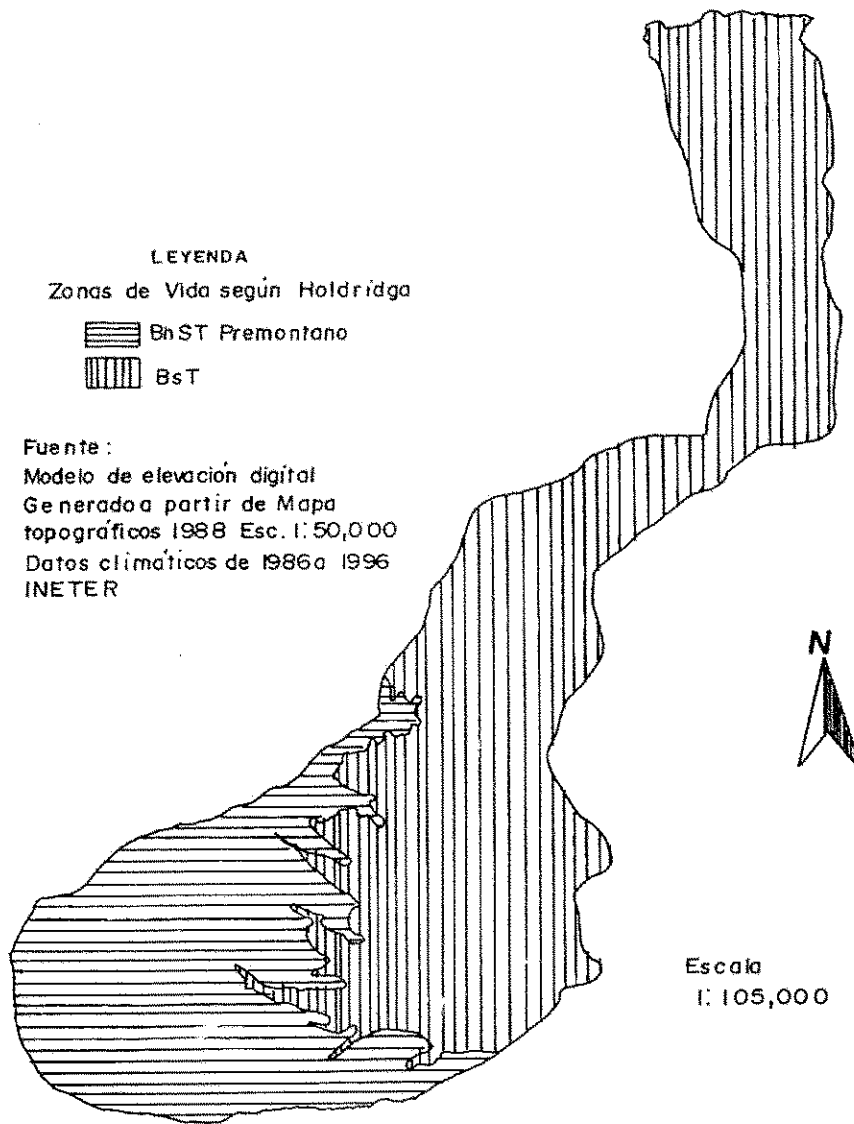 LEYENDA
Zonas de Vida según Holdridga
BnST Premontano
BsT
Fuente:
Modelo de elevación digital
Generado a partir de Mapa
topográficos 1988 Esc. 1:50,000
Datos climáticos de 1986 a 1996
INETER
N
Escala
1:105,000